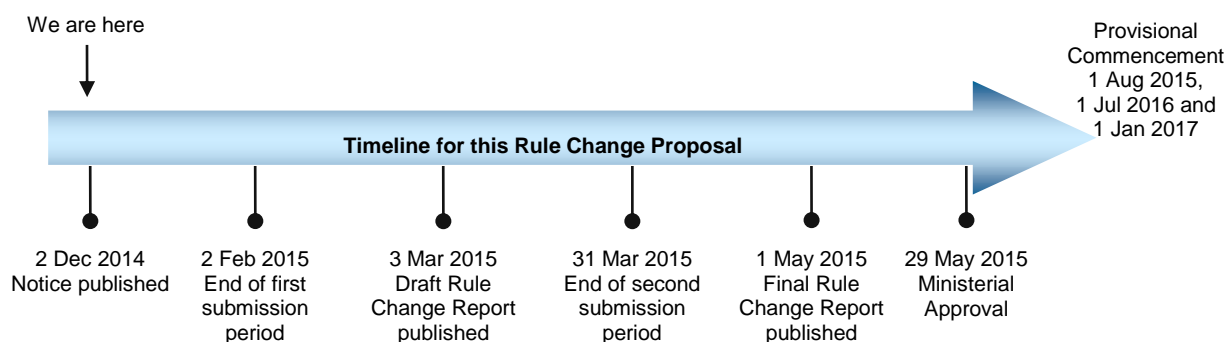 We are here
Provisional
Commencement
1 Aug 2015,
1 Jul 2016 and
1 Jan 2017
Timeline for this Rule Change Proposal
2 Dec 2014
Notice published
2 Feb 2015
End of first
submission
period
3 Mar 2015
Draft Rule
Change Report
published
31 Mar 2015
End of second
submission
period
1 May 2015
Final Rule
Change Report
published
29 May 2015
Ministerial
Approval